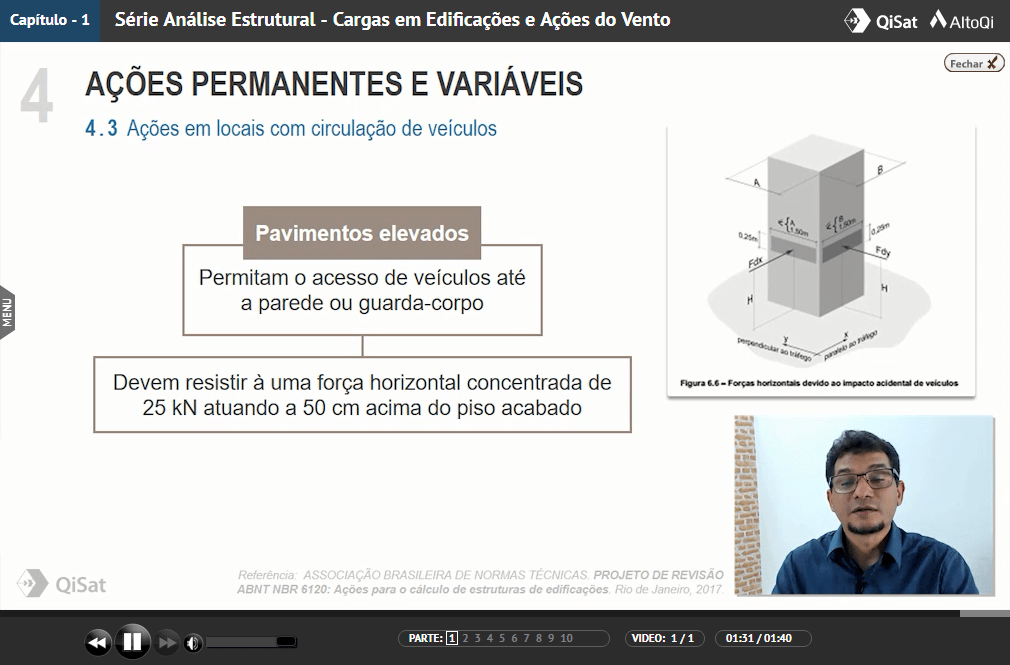 Capítulo - 1
Série Análise Estrutural - Cargas em Edificações e Ações do Vento
QiSat
AltoQi
4
AÇÕES PERMANENTES E VARIÁVEIS
Fechar
4.3 Ações em locais com circulação de veículos
Pavimentos elevados
Permitam o acesso de veículos até
a parede ou guarda-corpo
Devem resistir à uma força horizontal concentrada de
25 kN atuando a 50 cm acima do piso acabado
A
B
∈{A
1,50m
∈{B
1,50m
0,25m
0,25m
Fdx
Fdy
H
H
y
x
perpendicular ao tráfego
paralelo ao tráfego
Figura 6.6 – Forças horizontais devido ao impacto acidental de veículos
MENU
QiSat
Referência: ASSOCIAÇÃO BRASILEIRA DE NORMAS TÉCNICAS. PROJETO DE REVISÃO
ABNT NBR 6120: Ações para o cálculo de estruturas de edificações. Rio de Janeiro, 2017.
PARTE: 1 2 3 4 5 6 7 8 9 10
VIDEO: 1 / 1
01:31 / 01:40